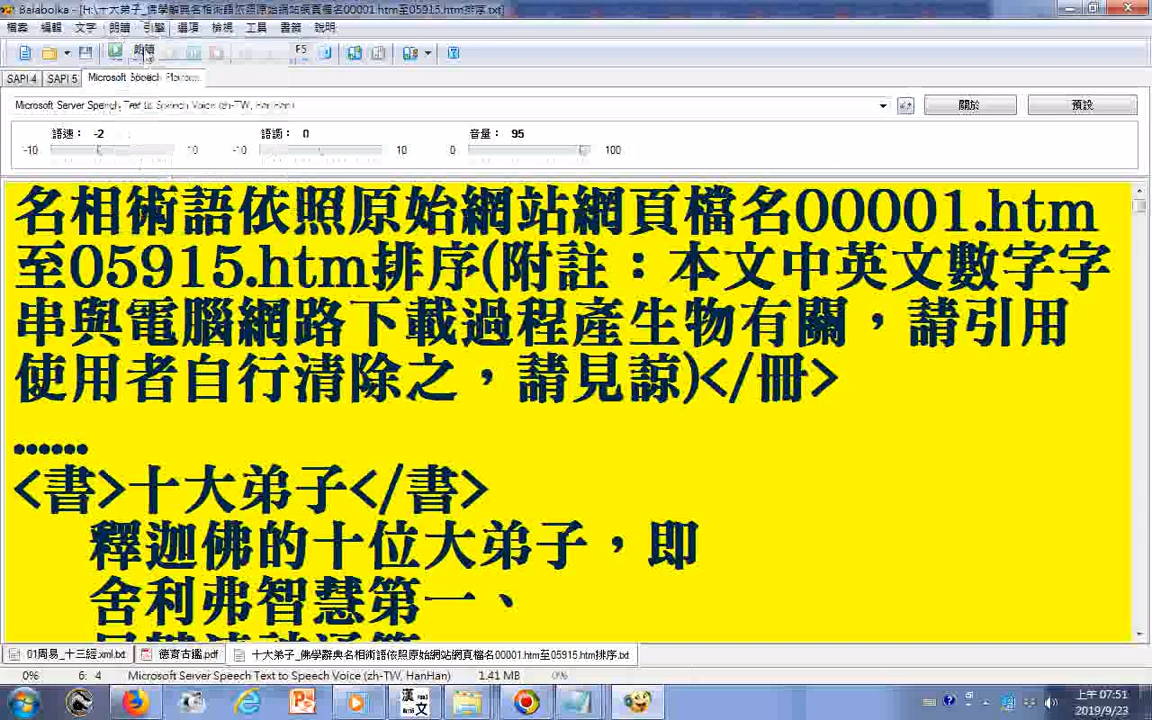 Balabolka - [H:\十大弟子_佛學辭典名相術語依照原始網站網頁檔名00001.htm至05915.htm排序.txt]
檔案 編輯 文字 朗讀 引擎 選項 檢視 工具 書籤 說明
朗讀 F5
SAPI 4 SAPI 5 Microsoft Speech Platform
Microsoft Server Speech Text to Speech Voice (zh-TW, HanHan) 關於 預設
語速: -2 語調: 0 音量: 95
-10 10 -10 10 0 100
名相術語依照原始網站網頁檔名00001.htm
至05915.htm排序(附註：本文中英文數字字
串與電腦網路下載過程產生物有關，請引用
使用者自行清除之，請見諒)</冊>
......
<書>十大弟子</書>
釋迦佛的十位大弟子，即
舍利弗智慧第一、
01周易_十三經.xml.txt 德育古鑑.pdf 十大弟子_佛學辭典名相術語依照原始網站網頁檔名00001.htm至05915.htm排序.txt
0% 6: 4 Microsoft Server Speech Text to Speech Voice (zh-TW, HanHan) 1.41 MB 0%
漢文 上午 07:51
2019/9/23